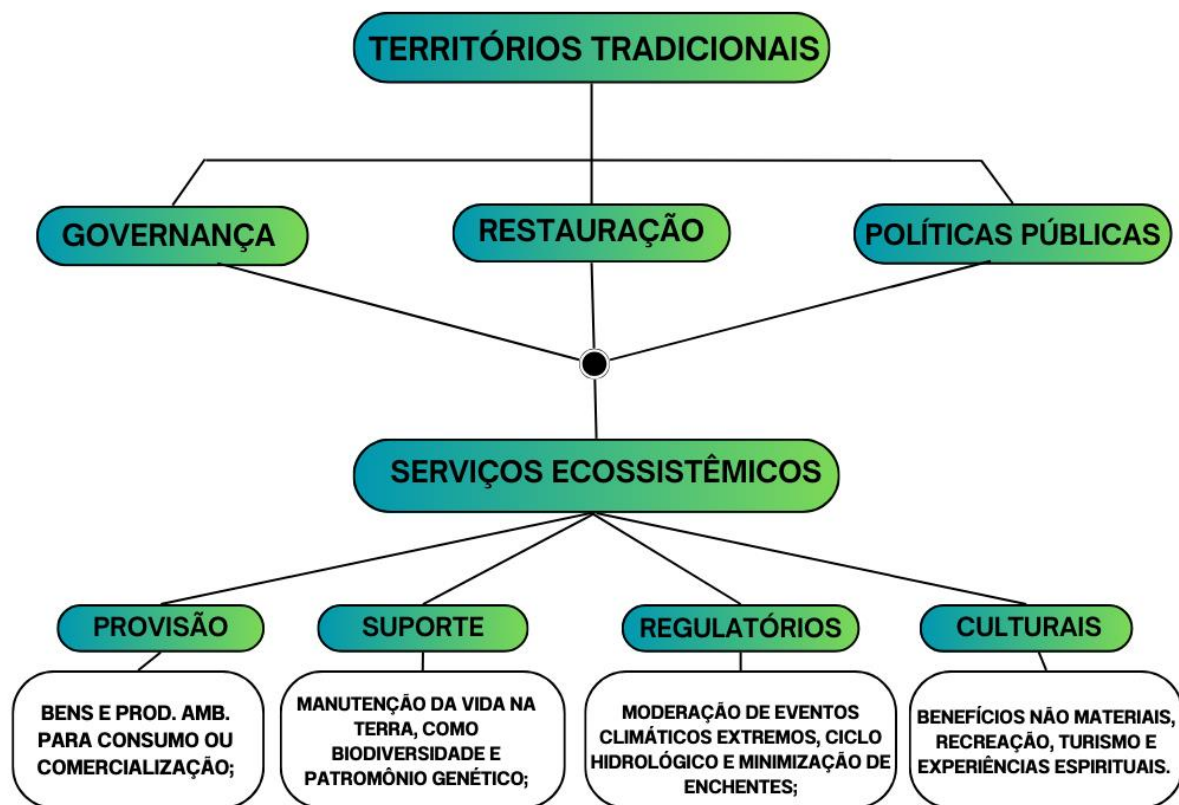 TERRITÓRIOS TRADICIONAIS
GOVERNANÇA
RESTAURAÇÃO
POLÍTICAS PÚBLICAS
SERVIÇOS ECOSSISTÊMICOS
PROVISÃO
SUPORTE
REGULATÓRIOS
CULTURAIS
BENS E PROD. AMB.
PARA CONSUMO OU
COMERCIALIZAÇÃO;
MANUTENÇÃO DA VIDA NA
TERRA, COMO
BIODIVERSIDADE E
PATROMÔNIO GENÉTICO;
MODERAÇÃO DE EVENTOS
CLIMÁTICOS EXTREMOS, CICLO
HIDROLÓGICO E MINIMIZAÇÃO DE
ENCHENTES;
BENEFÍCIOS NÃO MATERIAIS,
RECREAÇÃO, TURISMO E
EXPERIÊNCIAS ESPIRITUAIS.